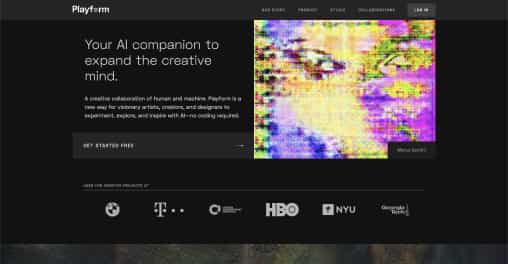 Playform
OUR STORY
PRODUCT
STUDIO
COLLABORATIONS
LOG IN
Your AI companion to
expand the creative
mind.
A creative collaboration of human and machine. Playform is a
new way for visionary artists, creators, and designers to
experiment, explore, and inspire with AI—no coding required.
GET STARTED FREE →
USED FOR CREATIVE PROJECTS AT
BMW
T
HBO
NYU
Georgia
Tech